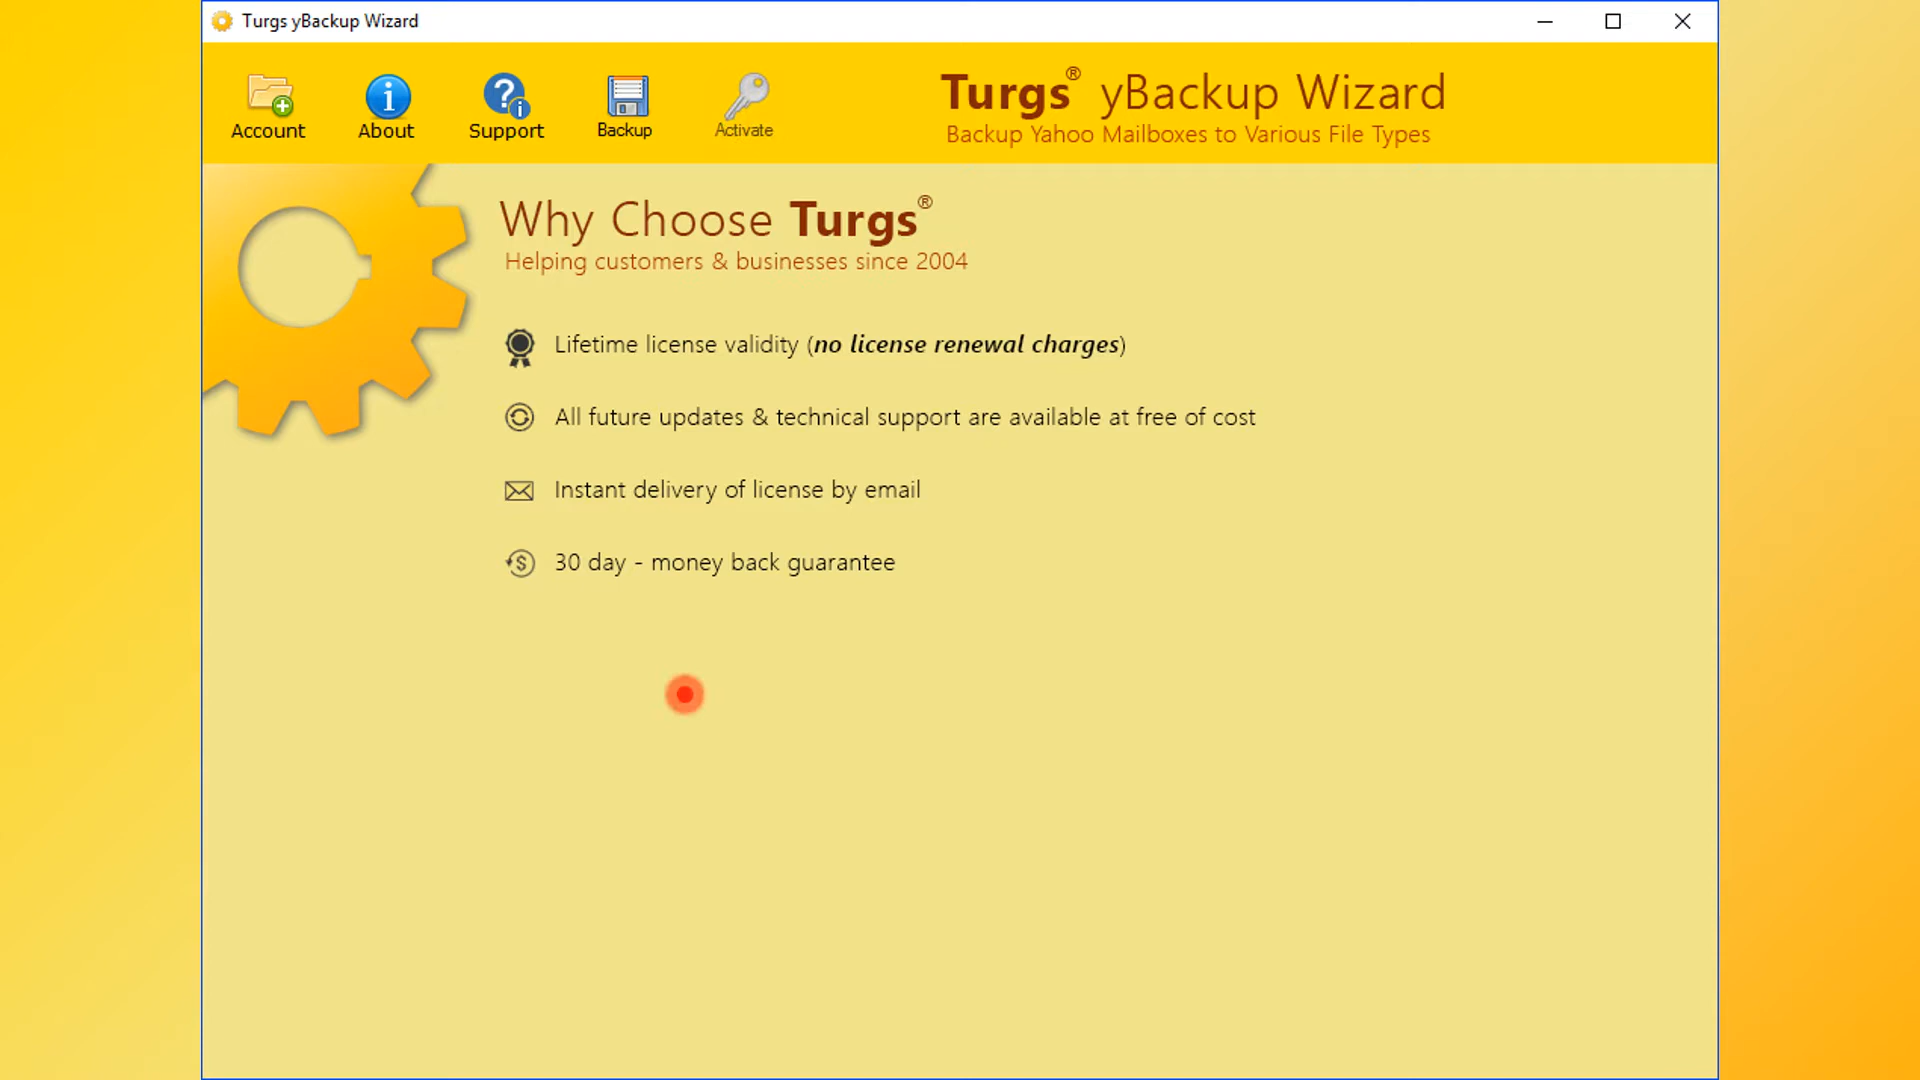 Turgs yBackup Wizard
Account About Support Backup Activate
Turgs® yBackup Wizard
Backup Yahoo Mailboxes to Various File Types
Why Choose Turgs®
Helping customers & businesses since 2004
Lifetime license validity (no license renewal charges)
All future updates & technical support are available at free of cost
Instant delivery of license by email
30 day - money back guarantee